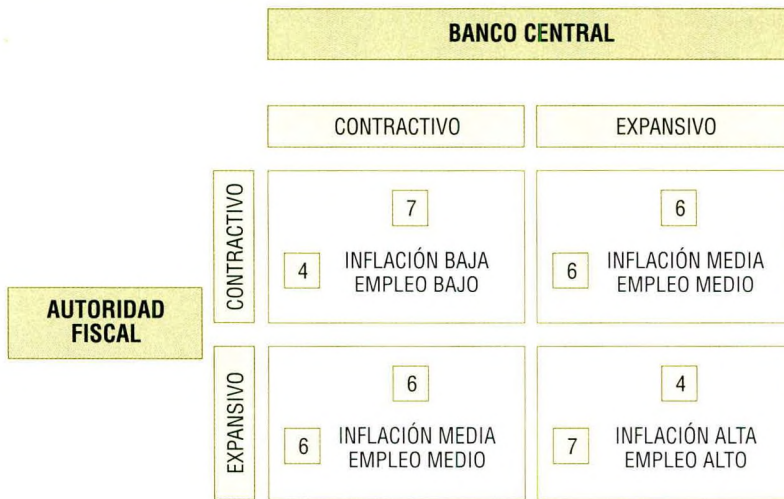 BANCO CENTRAL
CONTRACTIVO
EXPANSIVO
AUTORIDAD
FISCAL
CONTRACTIVO
7
4
INFLACIÓN BAJA
EMPLEO BAJO
6
6
INFLACIÓN MEDIA
EMPLEO MEDIO
EXPANSIVO
6
6
INFLACIÓN MEDIA
EMPLEO MEDIO
4
7
INFLACIÓN ALTA
EMPLEO ALTO